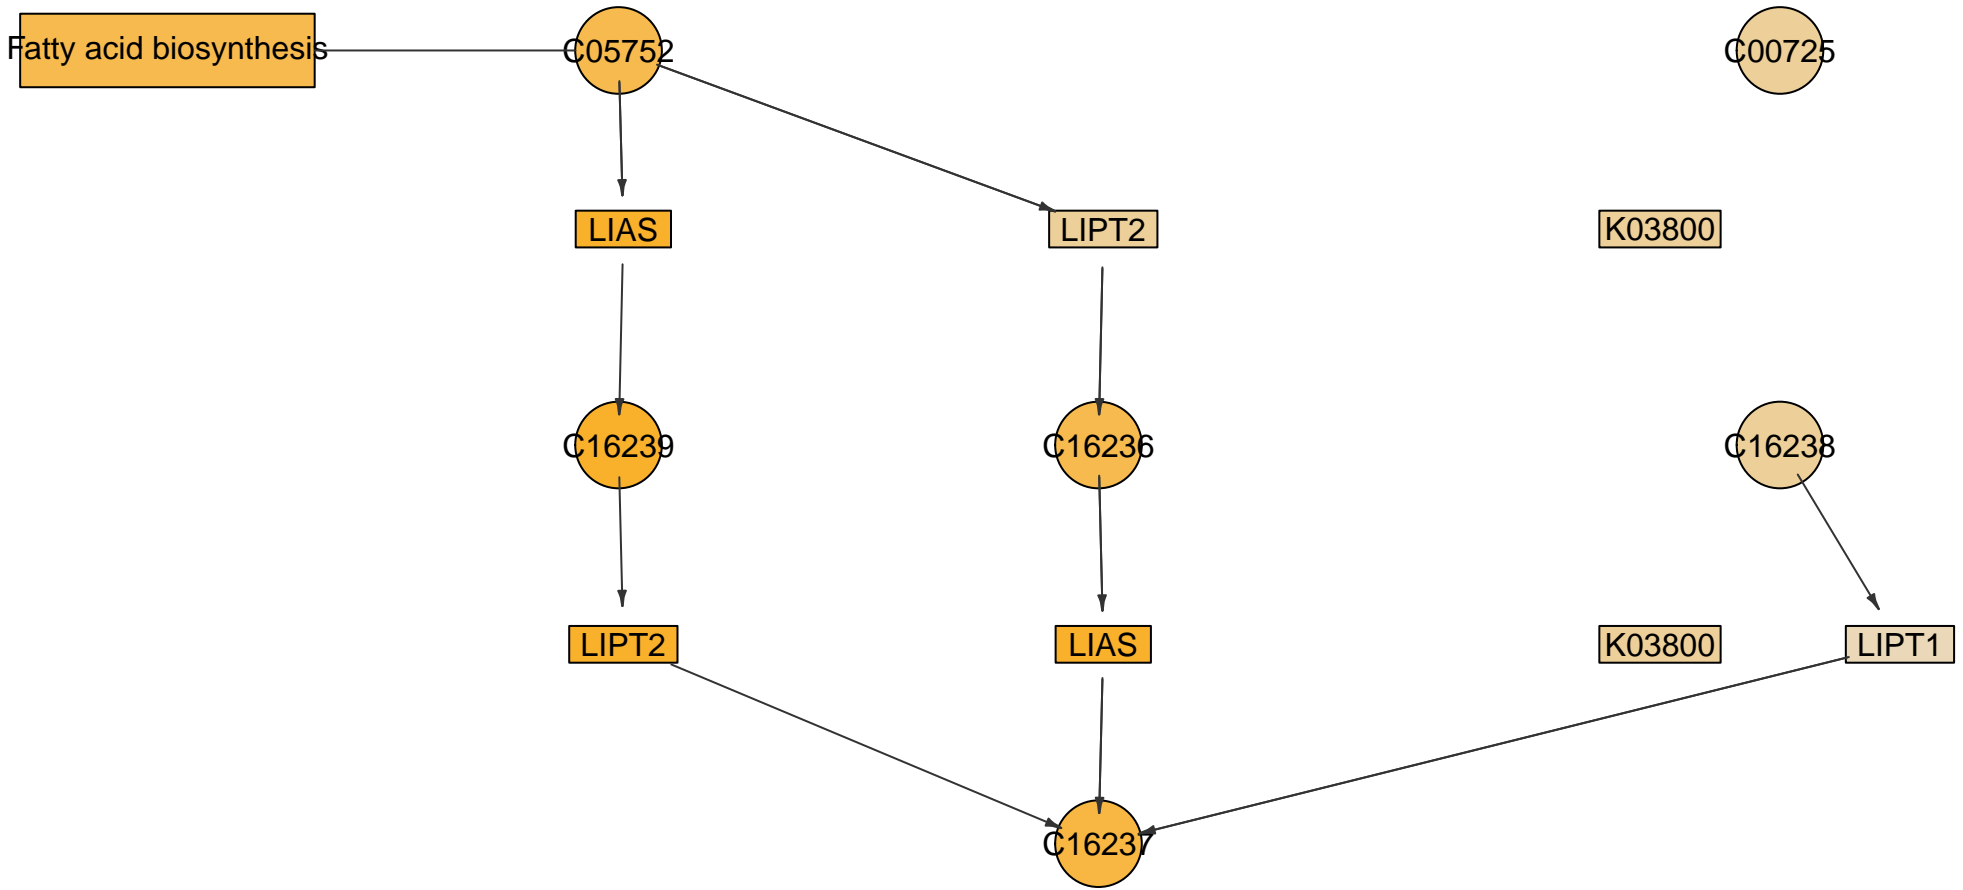 Fatty acid biosynthesis
C05752
C00725
LIAS
LIPT2
K03800
C16239
C16236
C16238
LIPT2
LIAS
K03800
LIPT1
C16237